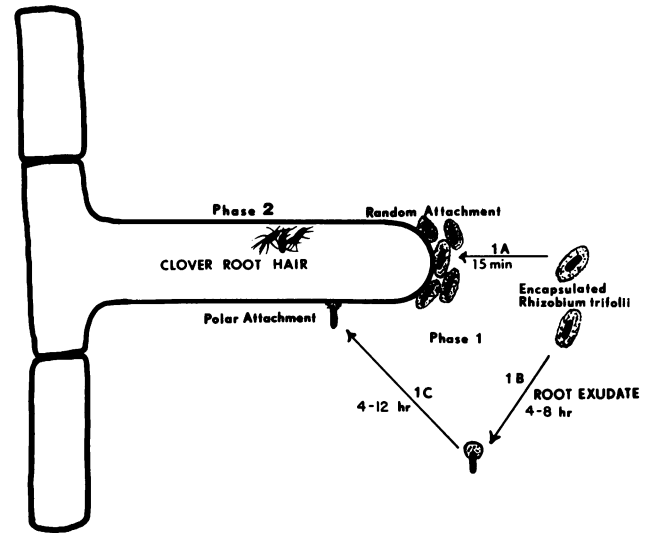 Phase 2
Random Attachment
1A
15 min
CLOVER ROOT HAIR
Encapsulated
Rhizobium trifolii
Polar Attachment
Phase 1
1B
ROOT EXUDATE
4-8 hr
1C
4-12 hr